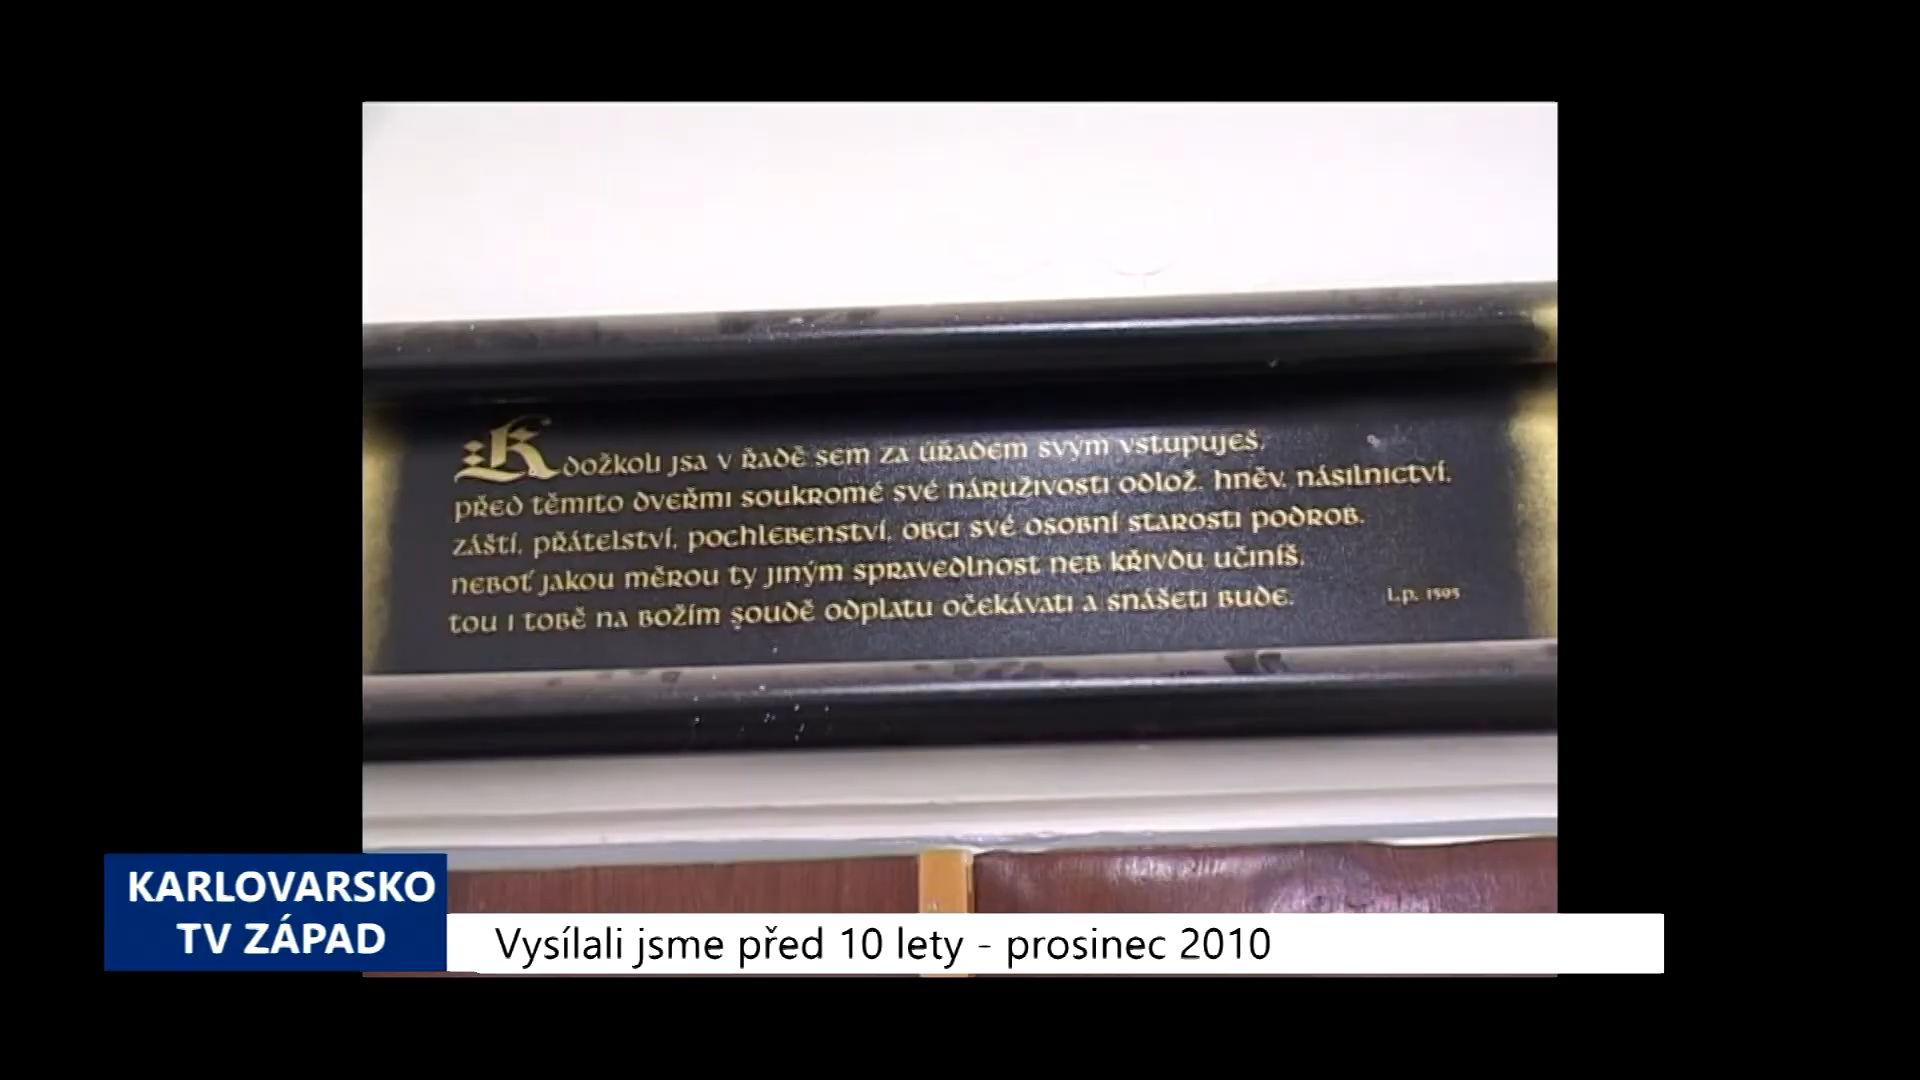 Kdožkoli jsa v řadě sem za úřadem svým vstupuješ,
před těmito dveřmi soukromé své náruživosti odlož, hněv, násilnictví,
záští, přátelství, pochlebenství, obci své osobní starosti podrob.
neboť jakou měrou ty jiným spravedlnost neb křivdu učiníš,
tou i tobě na božím soudě odplatu očekávati a snášeti bude.
L.p. 1595
KARLOVARSKO
TV ZÁPAD
Vysílali jsme před 10 lety - prosinec 2010